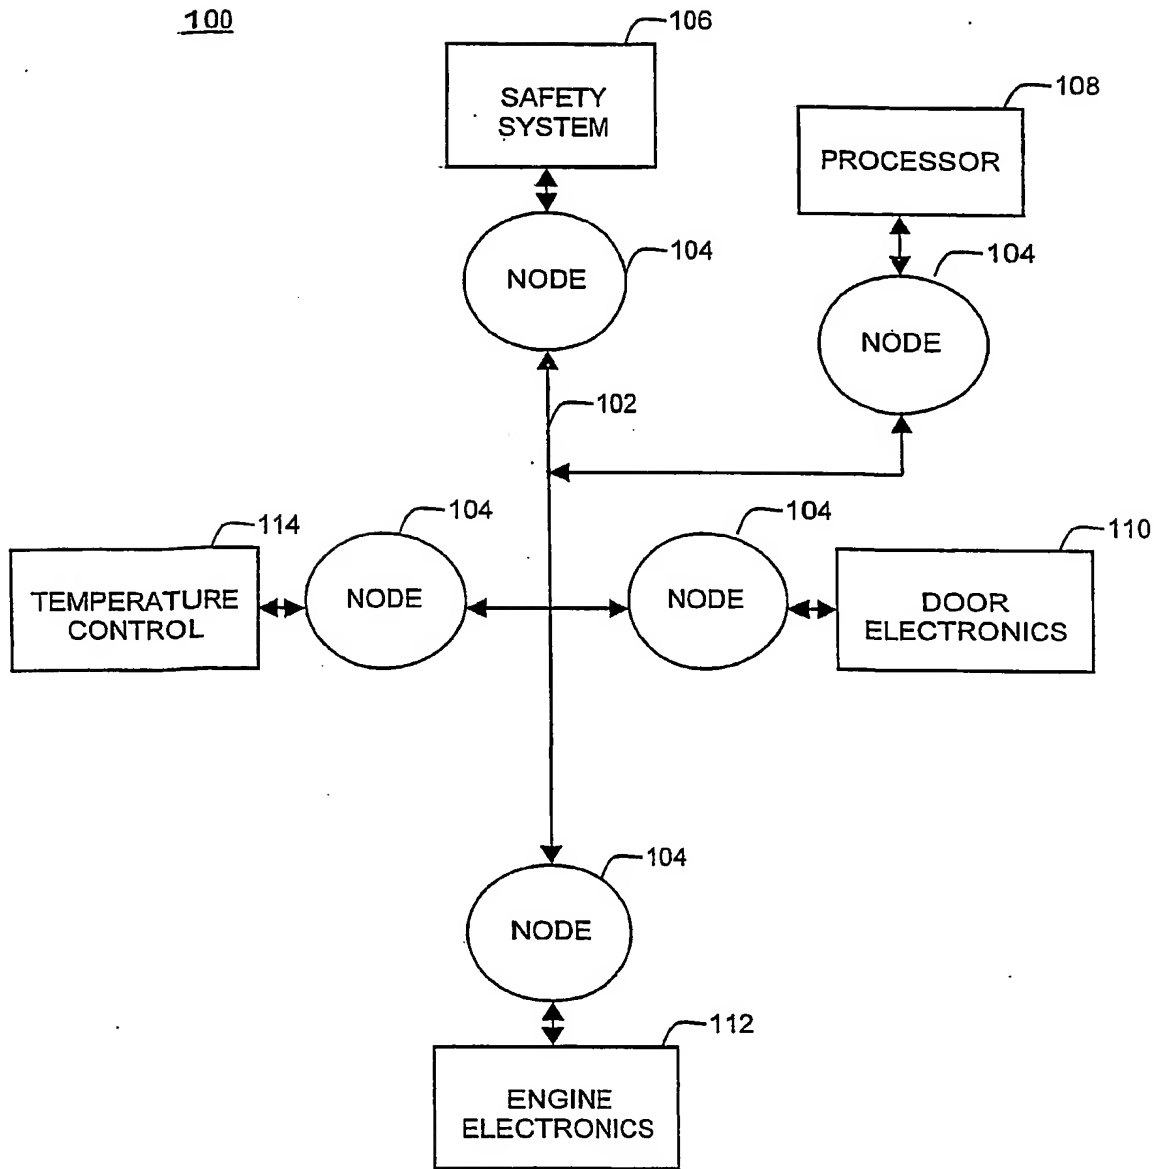 100
106
SAFETY
SYSTEM
108
PROCESSOR
104
NODE
104
NODE
102
114
104
104
110
TEMPERATURE
CONTROL
NODE
NODE
DOOR
ELECTRONICS
104
NODE
112
ENGINE
ELECTRONICS